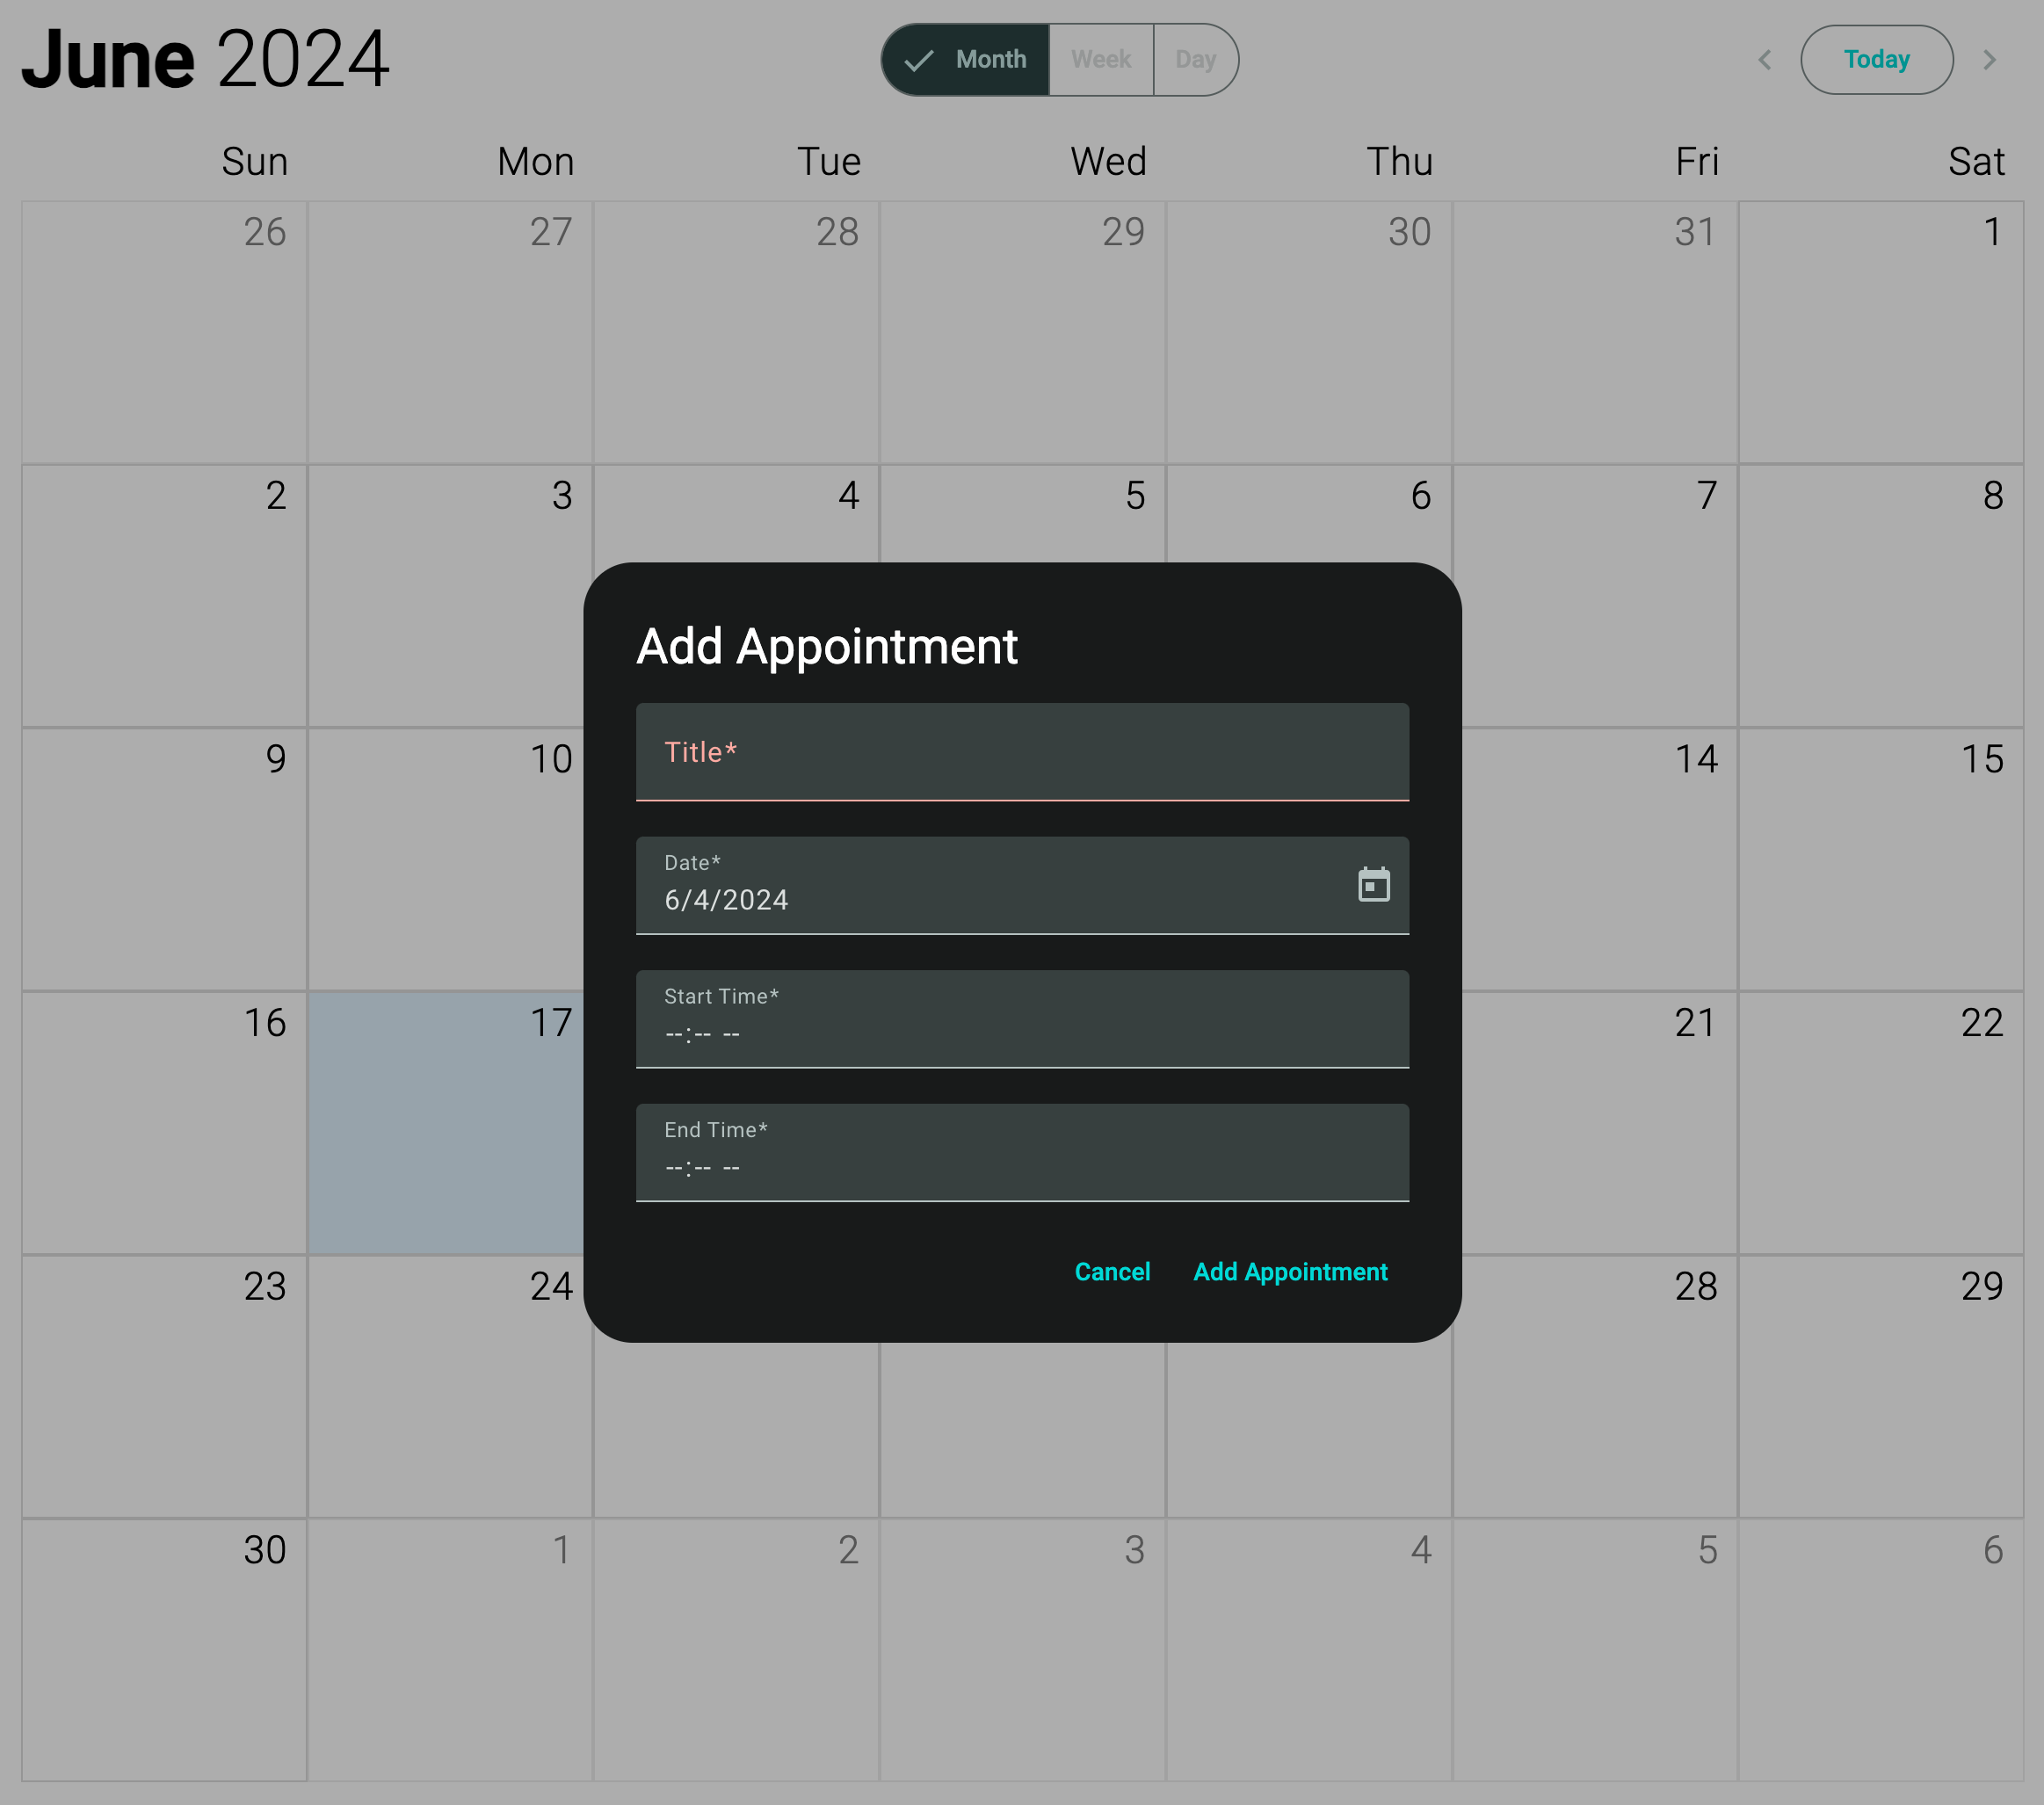 June 2024
Month Week Day
Today
Sun Mon Tue Wed Thu Fri Sat
26 27 28 29 30 31 1
2 3 4 5 6 7 8
Add Appointment
Title*
9 10 14 15
Date*
6/4/2024
Start Time*
--:-- --
16 17 21 22
End Time*
--:-- --
Cancel Add Appointment
23 24 28 29
30 1 2 3 4 5 6